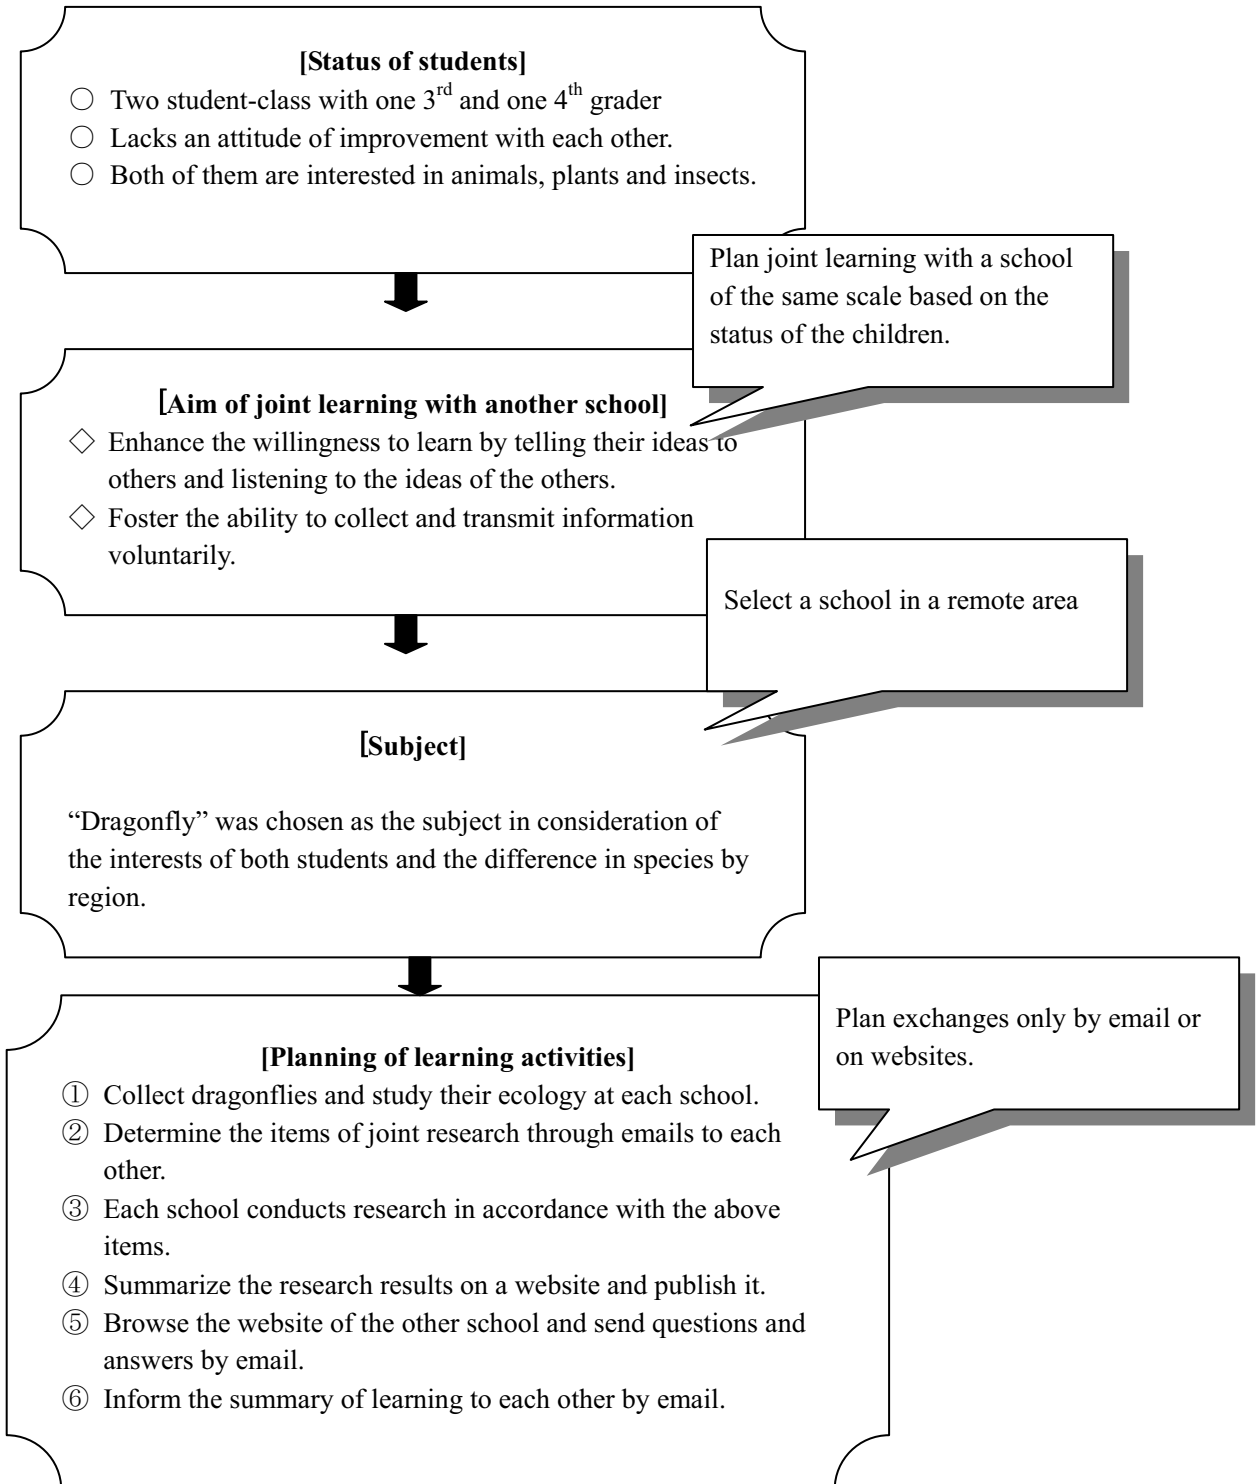 [Status of students]
○ Two student-class with one 3rd and one 4th grader
○ Lacks an attitude of improvement with each other.
○ Both of them are interested in animals, plants and insects.
Plan joint learning with a school
of the same scale based on the
status of the children.
[Aim of joint learning with another school]
◇ Enhance the willingness to learn by telling their ideas to
others and listening to the ideas of the others.
◇ Foster the ability to collect and transmit information
voluntarily.
Select a school in a remote area
[Subject]
“Dragonfly” was chosen as the subject in consideration of
the interests of both students and the difference in species by
region.
Plan exchanges only by email or
on websites.
[Planning of learning activities]
① Collect dragonflies and study their ecology at each school.
② Determine the items of joint research through emails to each
other.
③ Each school conducts research in accordance with the above
items.
④ Summarize the research results on a website and publish it.
⑤ Browse the website of the other school and send questions and
answers by email.
⑥ Inform the summary of learning to each other by email.